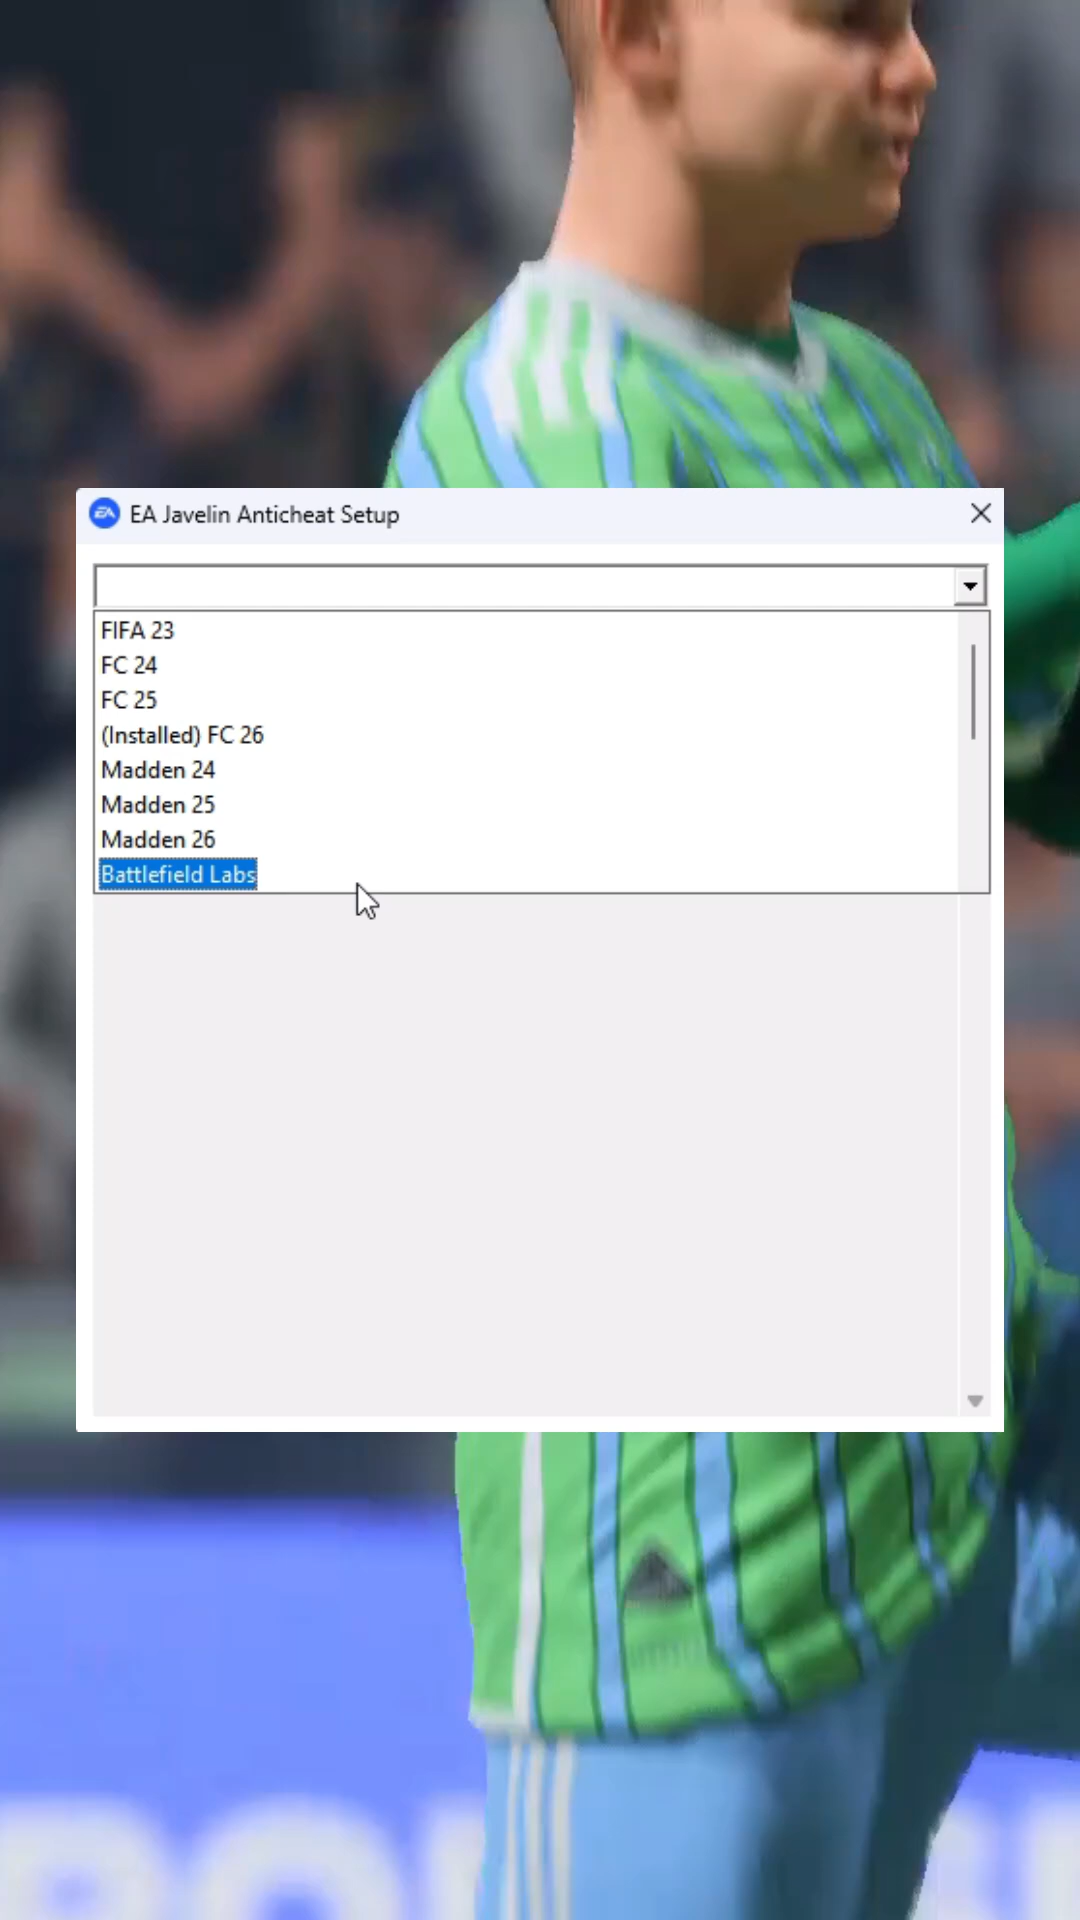 EA EA Javelin Anticheat Setup
FIFA 23
FC 24
FC 25
(Installed) FC 26
Madden 24
Madden 25
Madden 26
Battlefield Labs